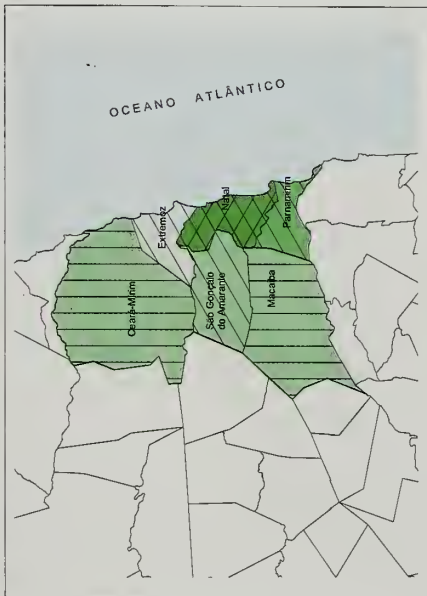 OCEANO ATLÂNTICO
Ceará-Mirim
Extremoz
Natal
São Gonçalo
do Amarante
Parnamirim
Macaíba